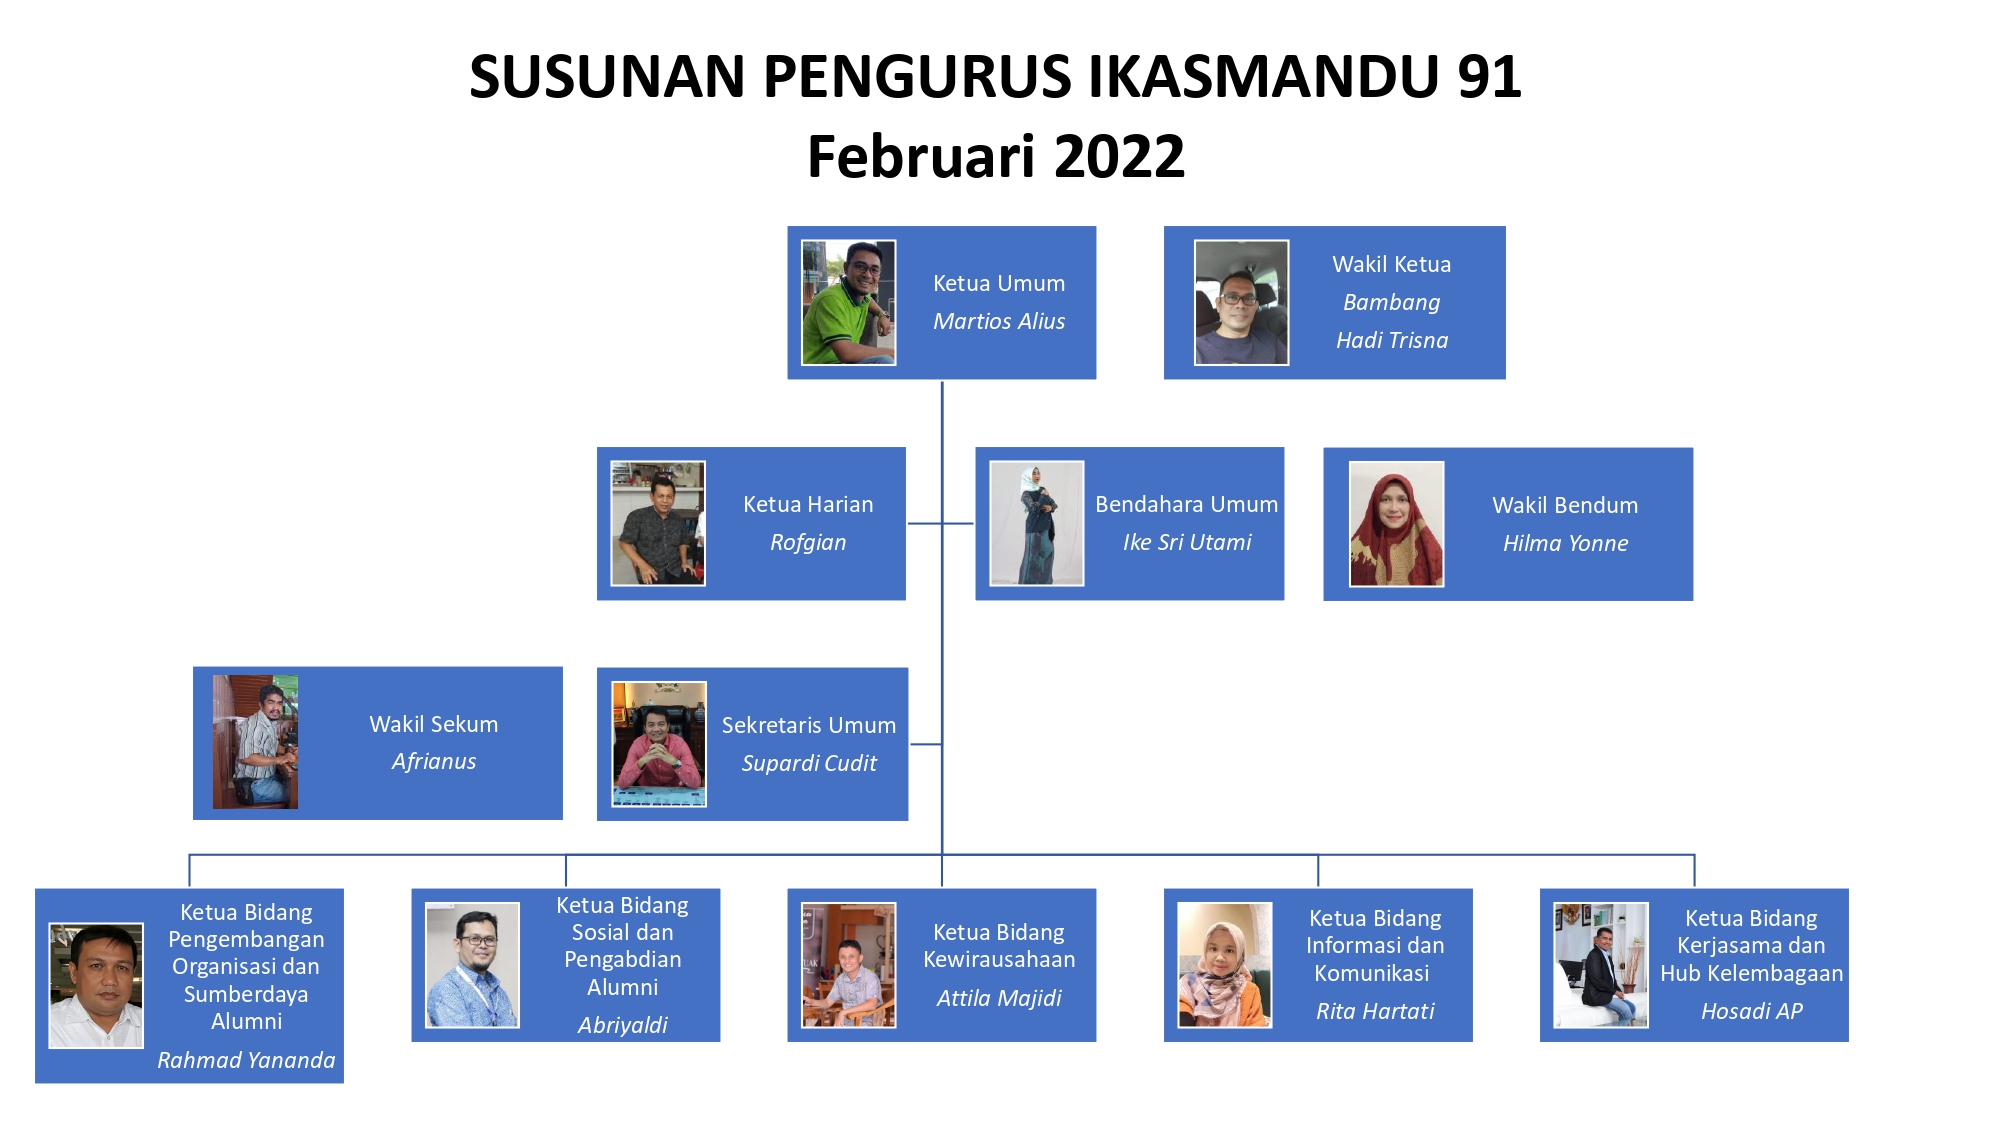 SUSUNAN PENGURUS IKASMANDU 91
Februari 2022
Ketua Umum
Martios Alius
Wakil Ketua
Bambang
Hadi Trisna
Ketua Harian
Rofgian
Bendahara Umum
Ike Sri Utami
Wakil Bendum
Hilma Yonne
Wakil Sekum
Afrianus
Sekretaris Umum
Supardi Cudit
Ketua Bidang
Pengembangan
Organisasi dan
Sumberdaya
Alumni
Rahmad Yananda
Ketua Bidang
Sosial dan
Pengabdian
Alumni
Abriyaldi
Ketua Bidang
Kewirausahaan
Attila Majidi
Ketua Bidang
Informasi dan
Komunikasi
Rita Hartati
Ketua Bidang
Kerjasama dan
Hub Kelembagaan
Hosadi AP